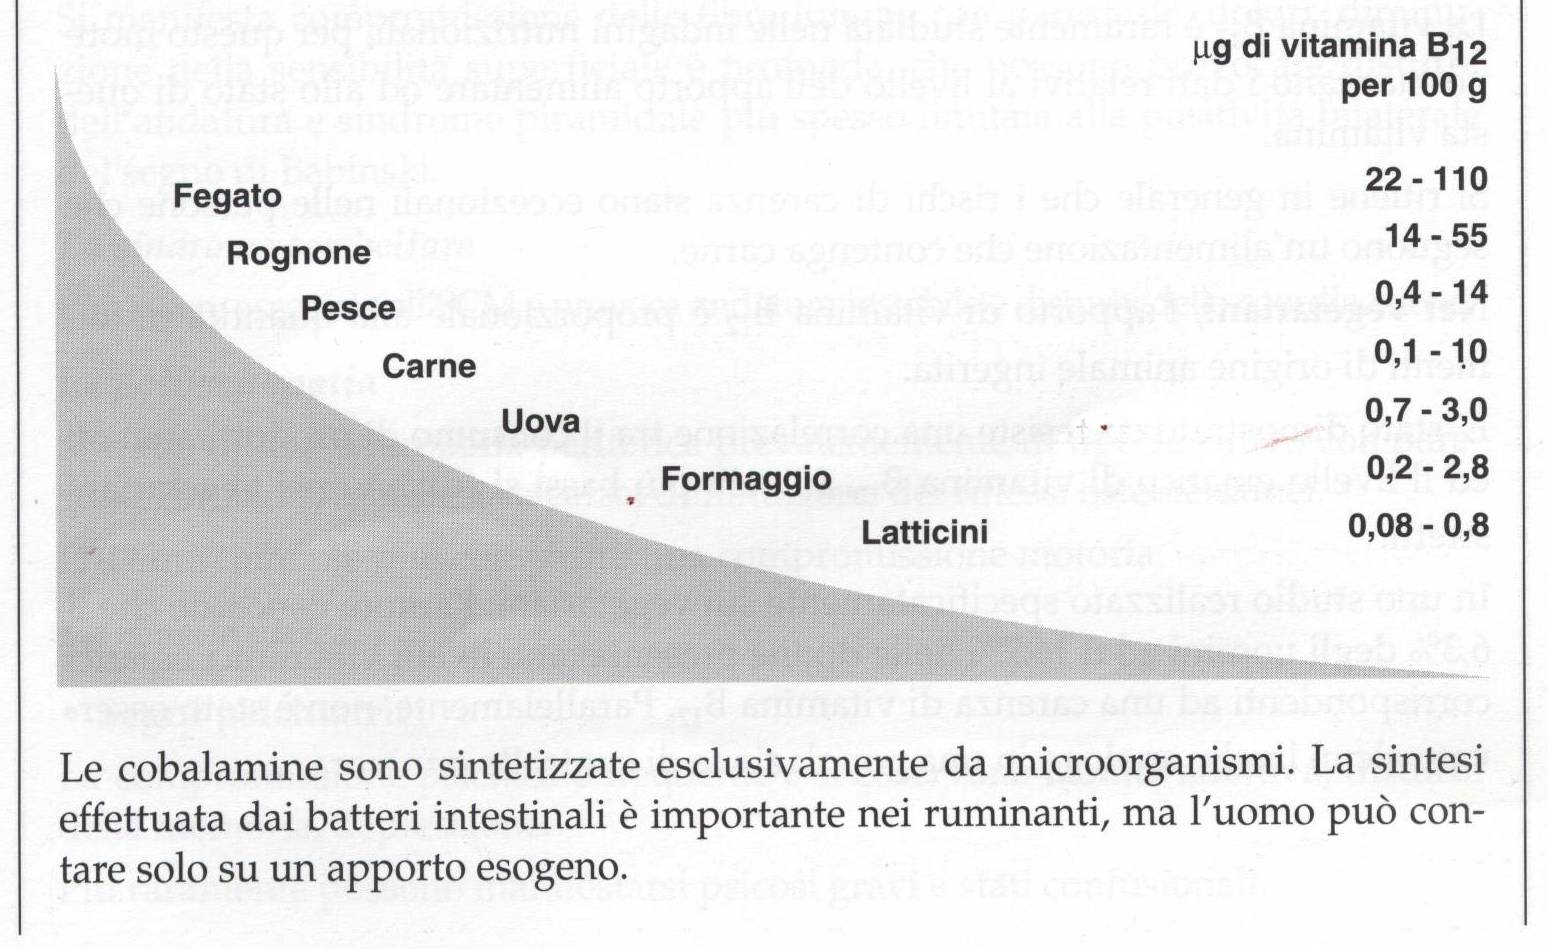 μg di vitamina B12
per 100 g
Fegato 22 - 110
Rognone 14 - 55
Pesce 0,4 - 14
Carne 0,1 - 10
Uova 0,7 - 3,0
Formaggio 0,2 - 2,8
Latticini 0,08 - 0,8
Le cobalamine sono sintetizzate esclusivamente da microorganismi. La sintesi
effettuata dai batteri intestinali è importante nei ruminanti, ma l'uomo può con-
tare solo su un apporto esogeno.